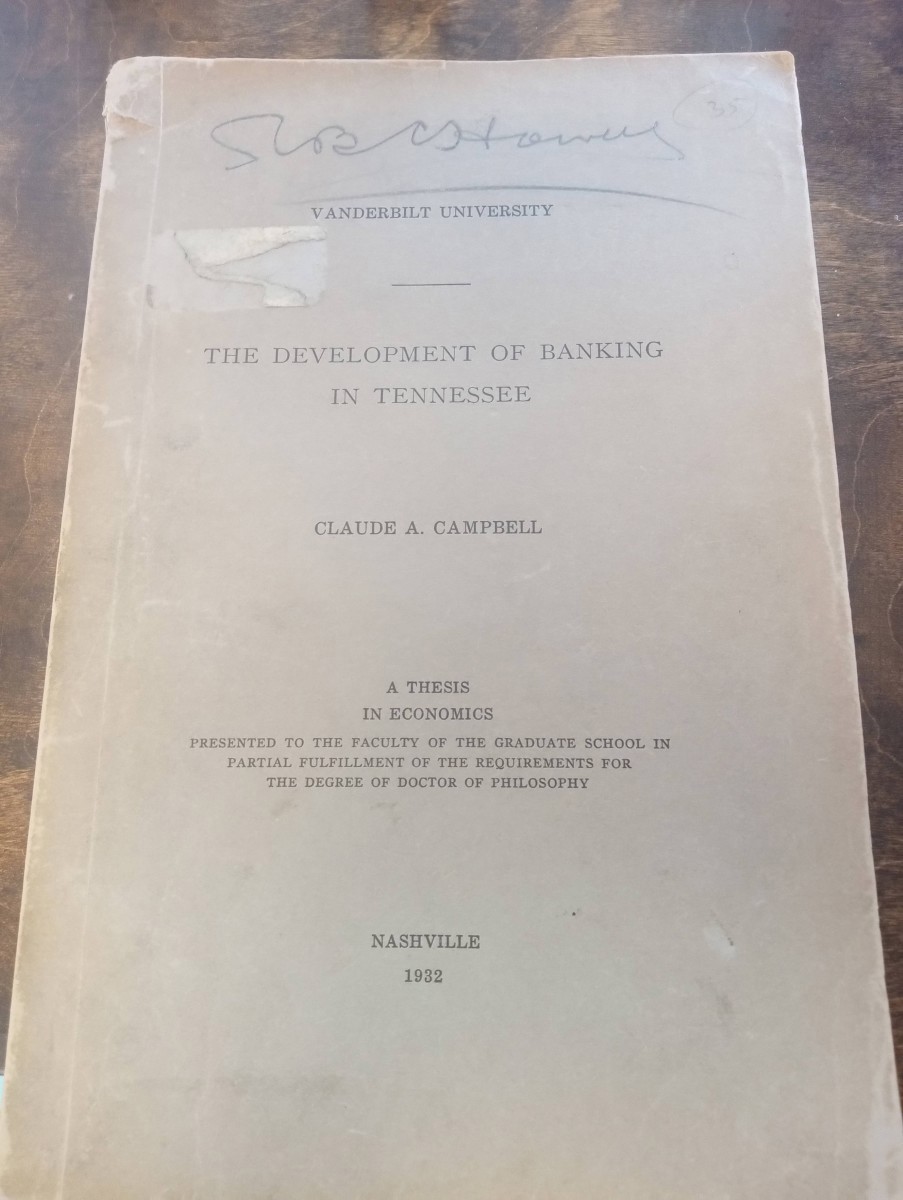 35
VANDERBILT UNIVERSITY
THE DEVELOPMENT OF BANKING
IN TENNESSEE
CLAUDE A. CAMPBELL
A THESIS
IN ECONOMICS
PRESENTED TO THE FACULTY OF THE GRADUATE SCHOOL IN
PARTIAL FULFILLMENT OF THE REQUIREMENTS FOR
THE DEGREE OF DOCTOR OF PHILOSOPHY
NASHVILLE
1932